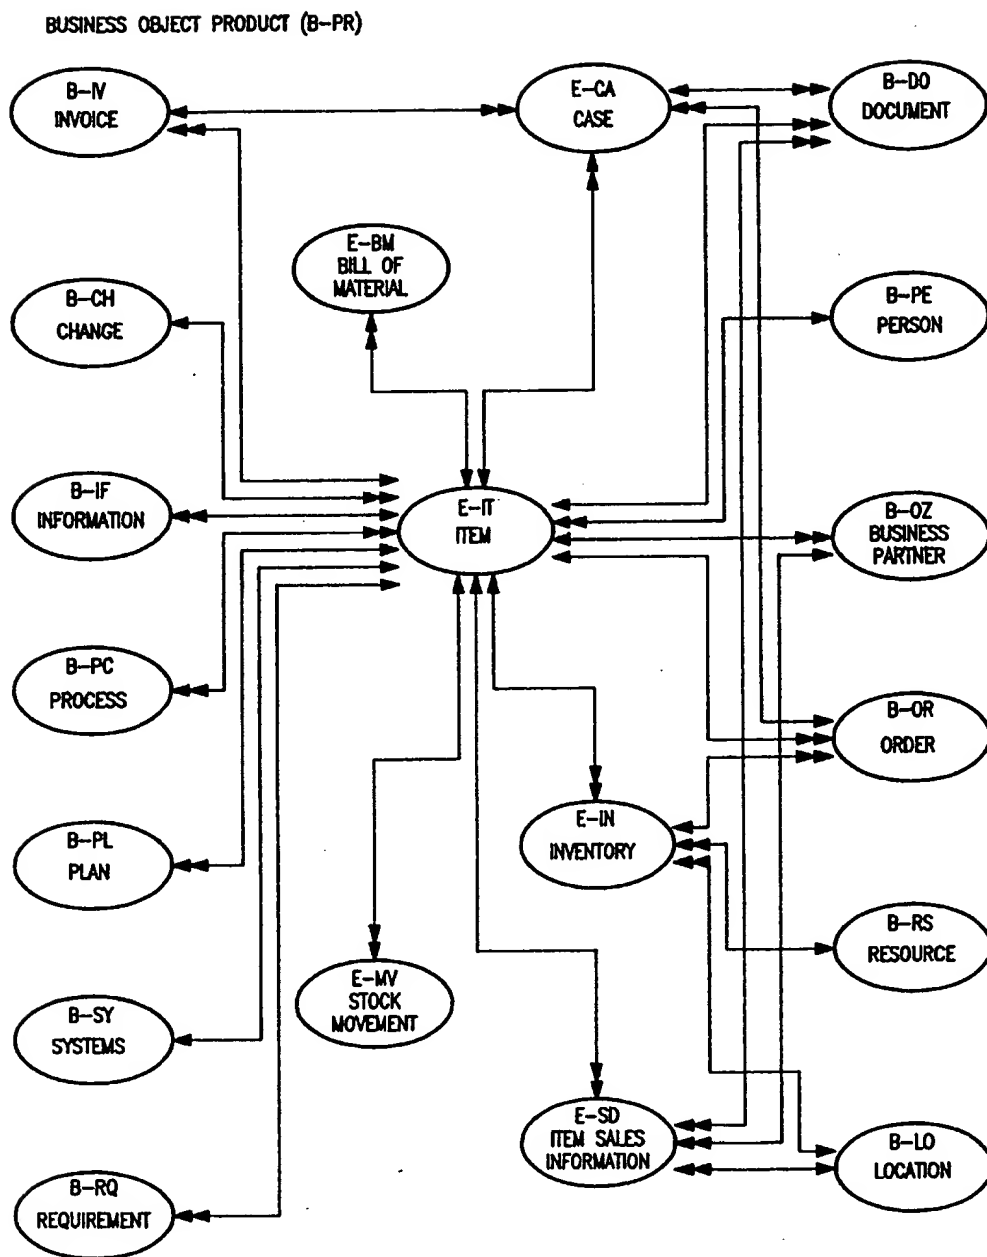 BUSINESS OBJECT PRODUCT (B-PR)
B-IV
INVOICE
E-CA
CASE
B-DO
DOCUMENT
E-BM
BILL OF
MATERIAL
B-CH
CHANGE
B-PE
PERSON
B-IF
INFORMATION
E-IT
ITEM
B-OZ
BUSINESS
PARTNER
B-PC
PROCESS
B-OR
ORDER
E-IN
INVENTORY
B-PL
PLAN
B-RS
RESOURCE
E-MV
STOCK
MOVEMENT
B-SY
SYSTEMS
E-SD
ITEM SALES
INFORMATION
B-LO
LOCATION
B-RQ
REQUIREMENT